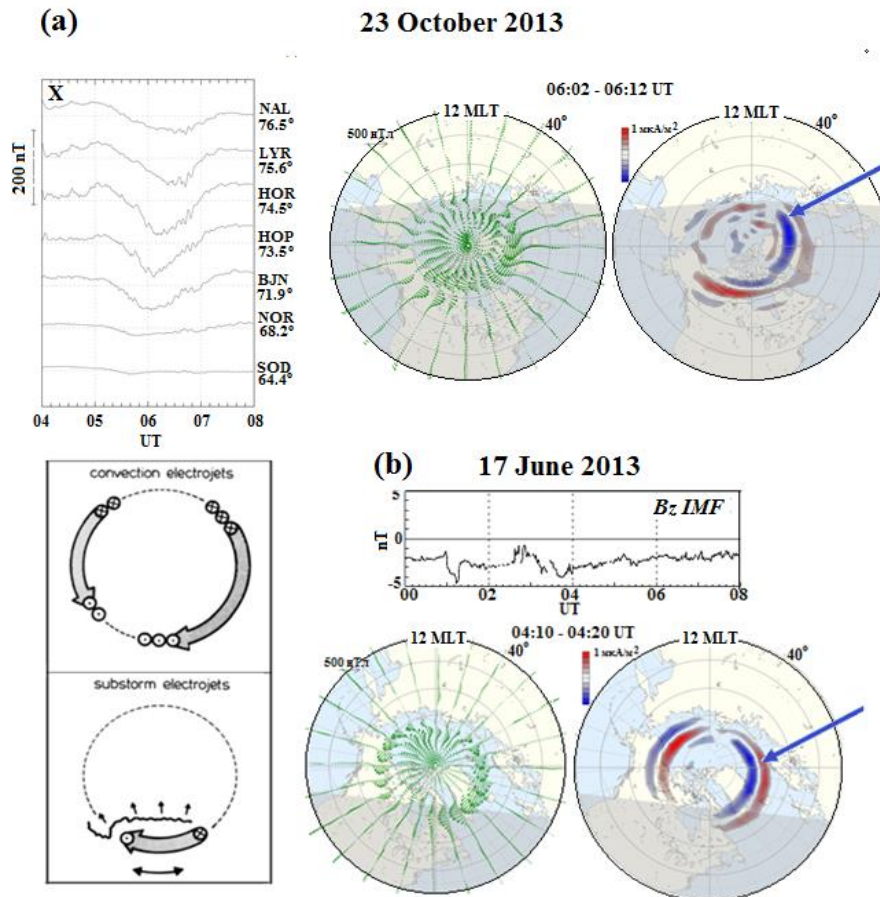 (a) 23 October 2013
X
200 nT
NAL
76.5°
LYR
75.6°
HOR
74.5°
HOP
73.5°
BJN
71.9°
NOR
68.2°
SOD
64.4°
04 05 06 07 08
UT
06:02 - 06:12 UT
12 MLT
40°
500 нТл
1 мкА/м²
12 MLT
40°
convection electrojets
substorm electrojets
(b) 17 June 2013
Bz IMF
nT
5
0
-5
00 02 04 06 08
UT
04:10 - 04:20 UT
12 MLT
40°
500 нТл
1 мкА/м²
12 MLT
40°